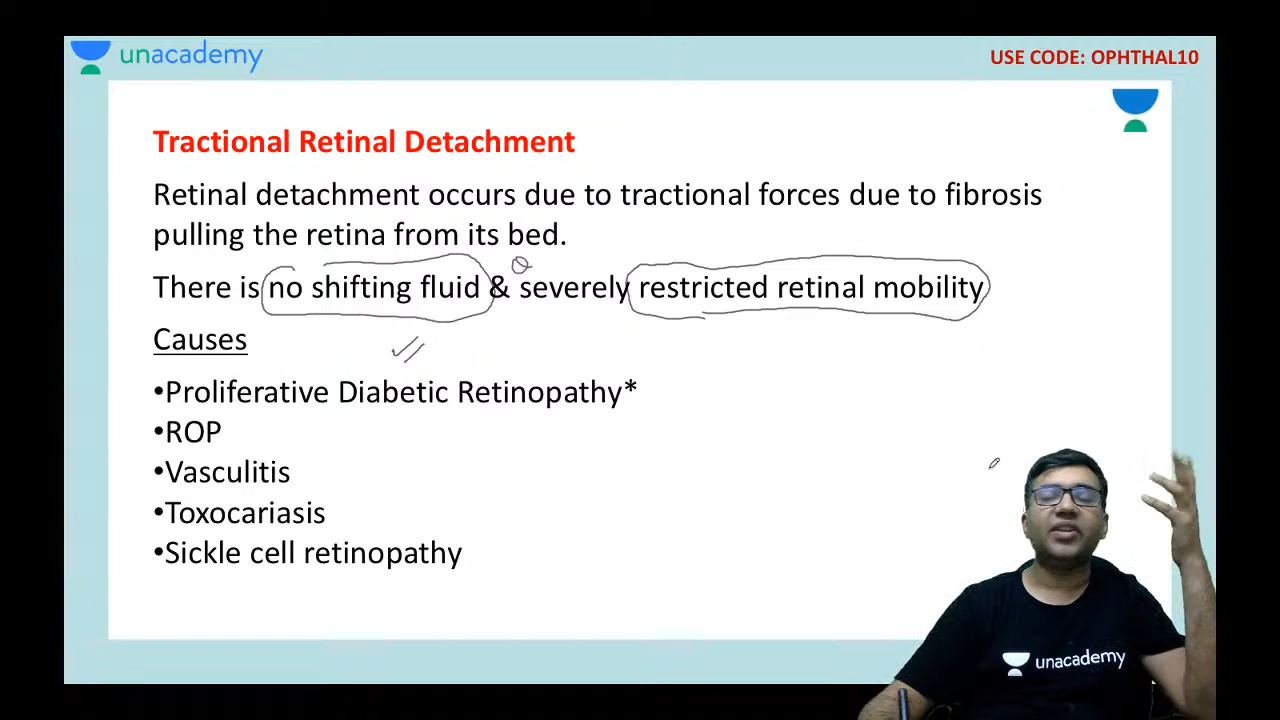 unacademy
USE CODE: OPHTHAL10
Tractional Retinal Detachment
Retinal detachment occurs due to tractional forces due to fibrosis
pulling the retina from its bed.
There is no shifting fluid & severely restricted retinal mobility
Causes
•Proliferative Diabetic Retinopathy*
•ROP
•Vasculitis
•Toxocariasis
•Sickle cell retinopathy
unacademy